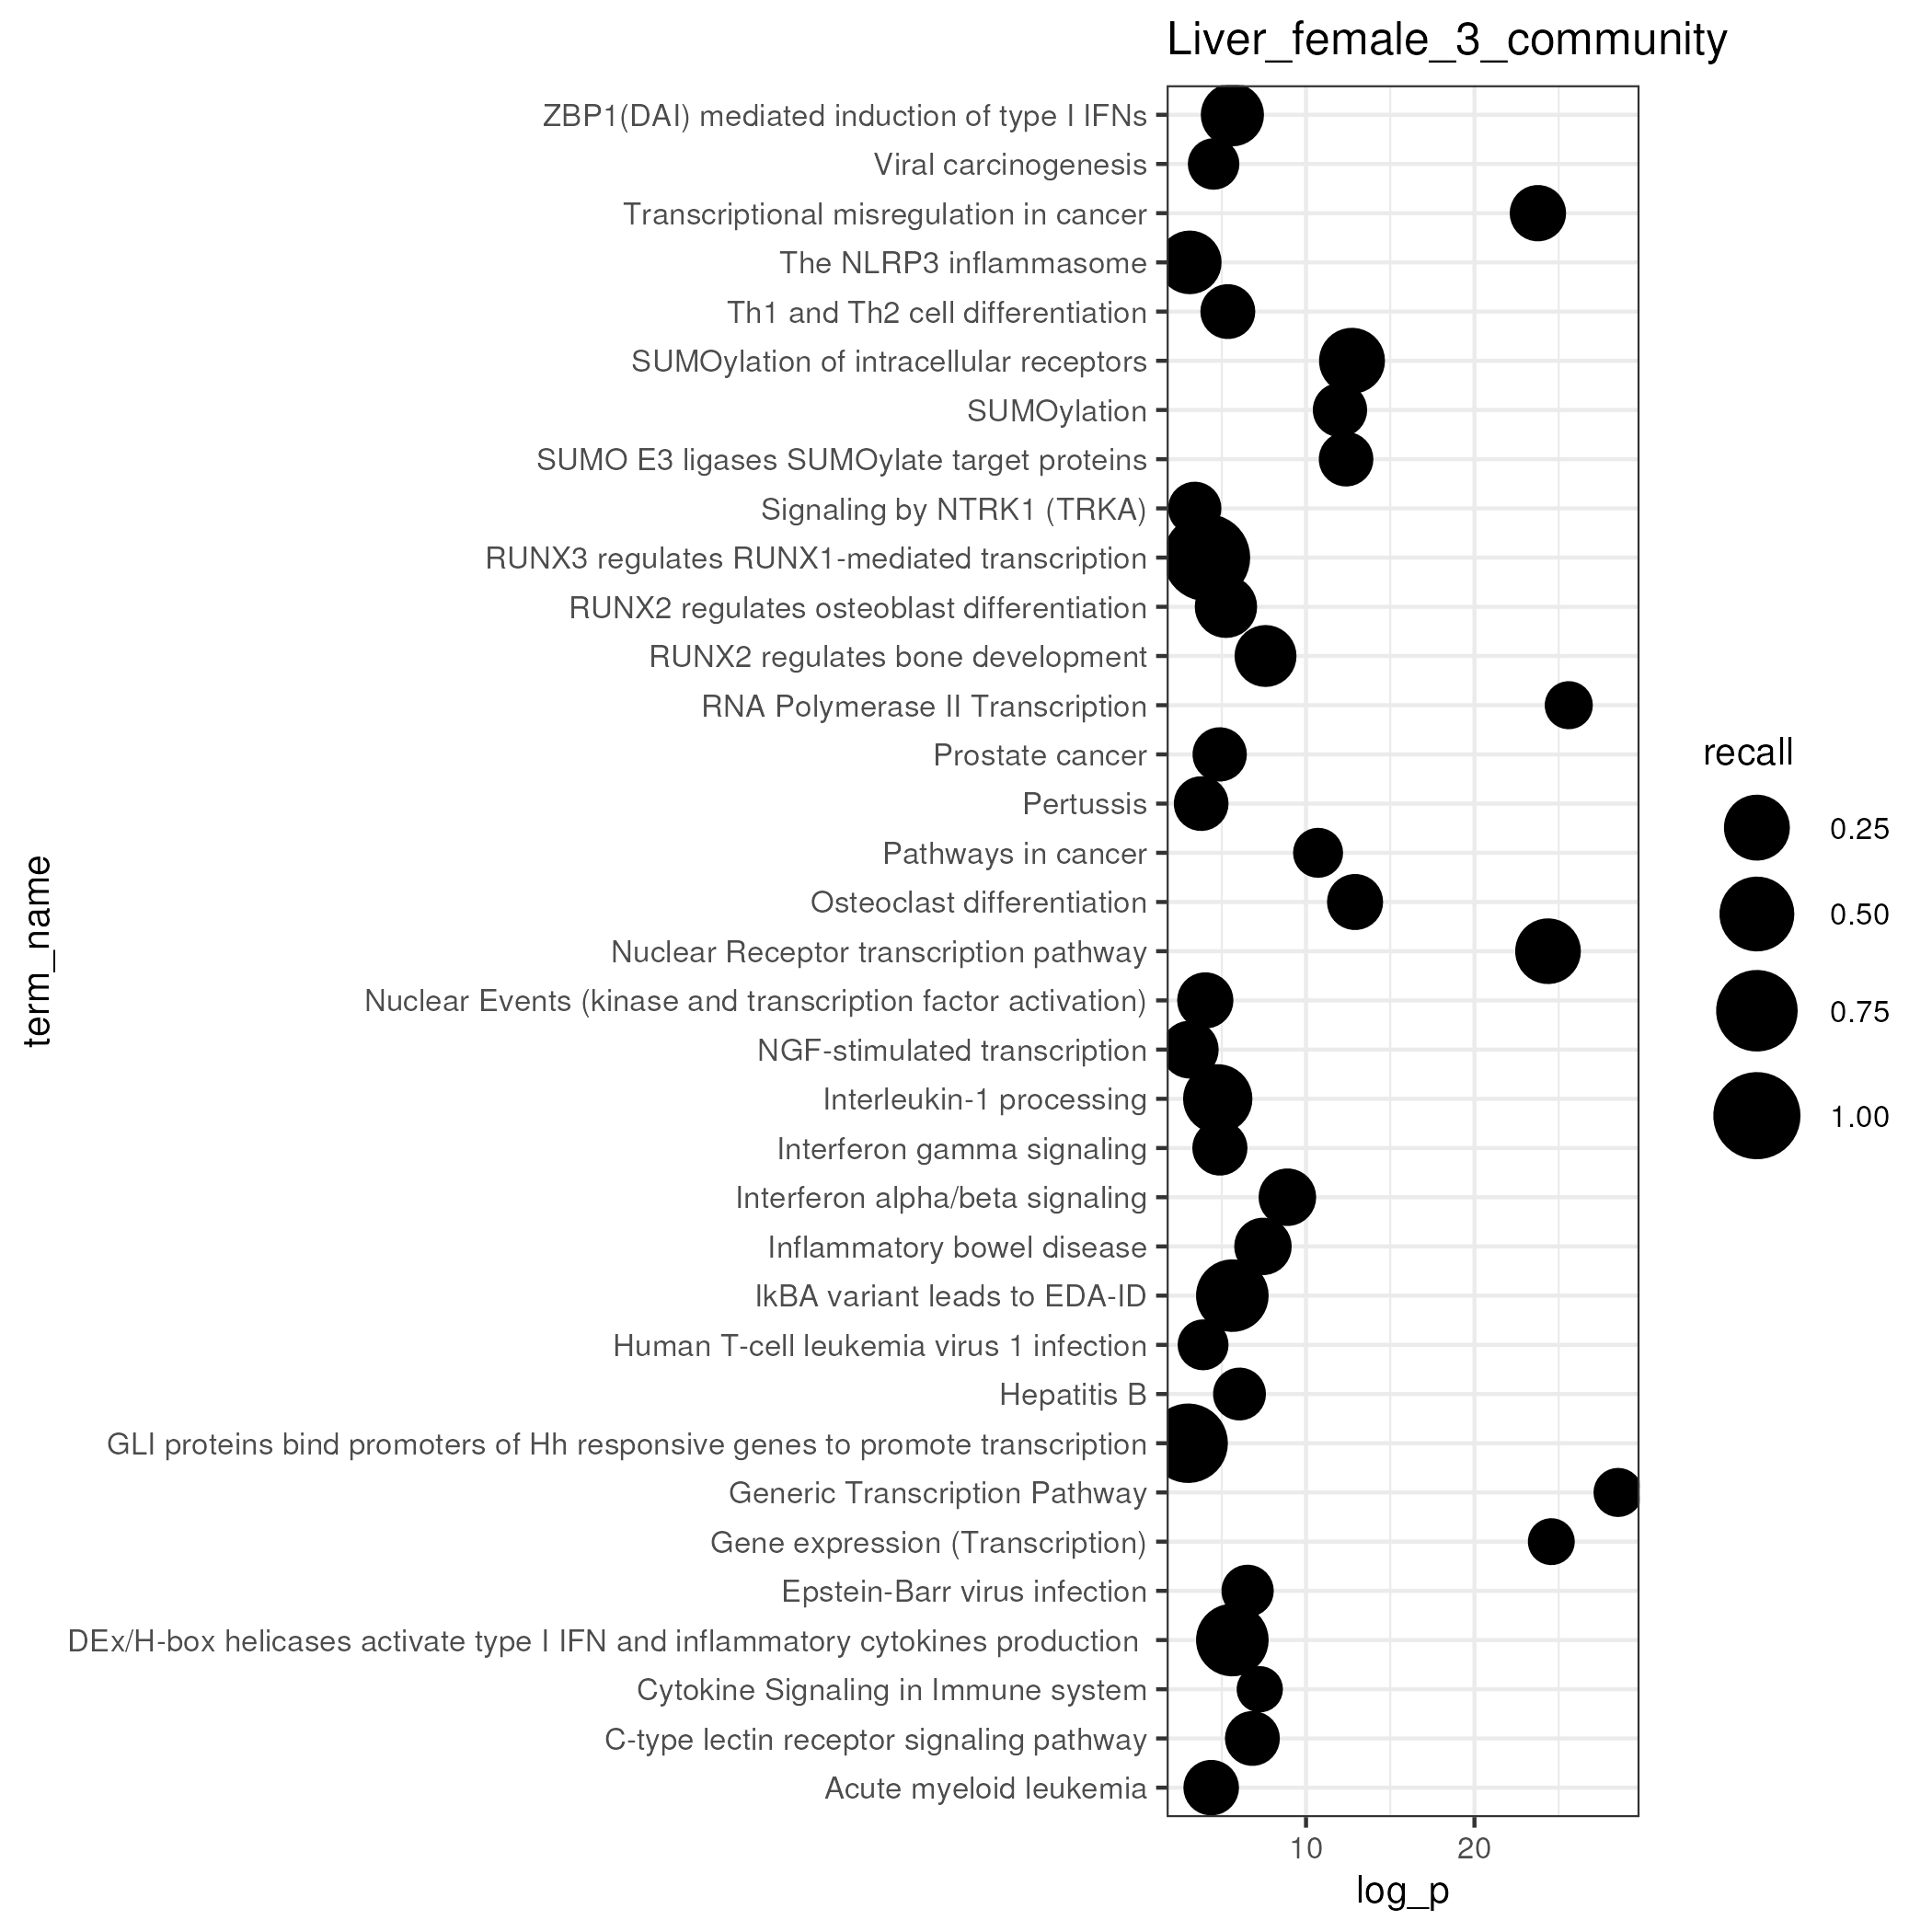 Liver_female_3_community
ZBP1(DAI) mediated induction of type I IFNs
Viral carcinogenesis
Transcriptional misregulation in cancer
The NLRP3 inflammasome
Th1 and Th2 cell differentiation
SUMOylation of intracellular receptors
SUMOylation
SUMO E3 ligases SUMOylate target proteins
Signaling by NTRK1 (TRKA)
RUNX3 regulates RUNX1-mediated transcription
RUNX2 regulates osteoblast differentiation
RUNX2 regulates bone development
RNA Polymerase II Transcription
Prostate cancer
Pertussis
Pathways in cancer
Osteoclast differentiation
Nuclear Receptor transcription pathway
Nuclear Events (kinase and transcription factor activation)
NGF-stimulated transcription
Interleukin-1 processing
Interferon gamma signaling
Interferon alpha/beta signaling
Inflammatory bowel disease
IkBA variant leads to EDA-ID
Human T-cell leukemia virus 1 infection
Hepatitis B
GLI proteins bind promoters of Hh responsive genes to promote transcription
Generic Transcription Pathway
Gene expression (Transcription)
Epstein-Barr virus infection
DEx/H-box helicases activate type I IFN and inflammatory cytokines production
Cytokine Signaling in Immune system
C-type lectin receptor signaling pathway
Acute myeloid leukemia
term_name
10 20
log_p
recall
0.25
0.50
0.75
1.00